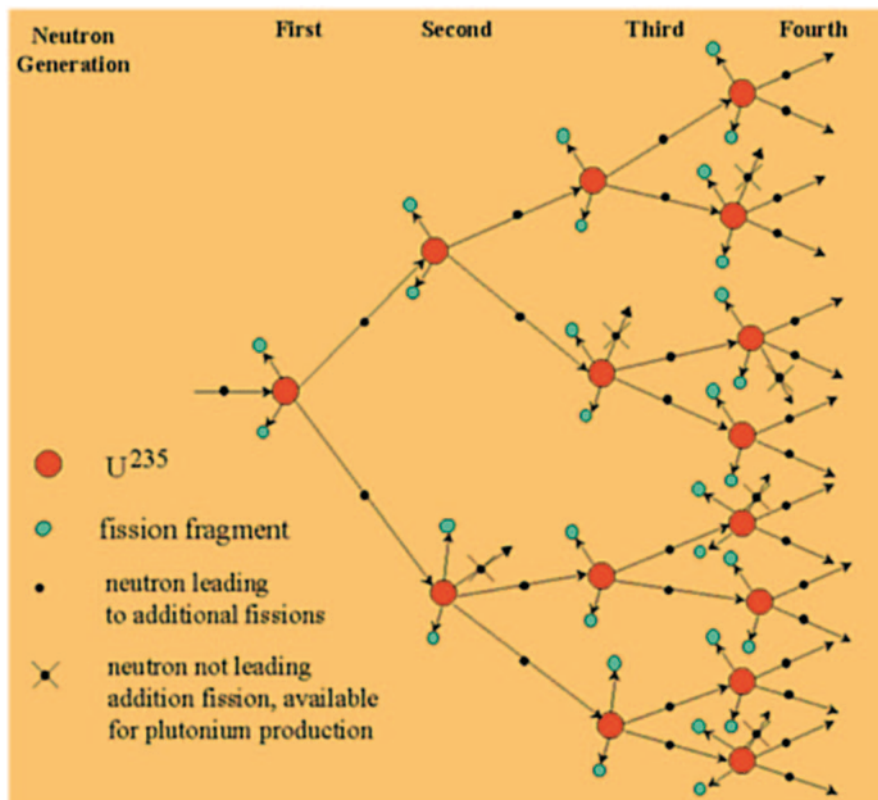 Neutron
Generation
First
Second
Third
Fourth
U²³⁵
fission fragment
neutron leading
to additional fissions
neutron not leading
addition fission, available
for plutonium production